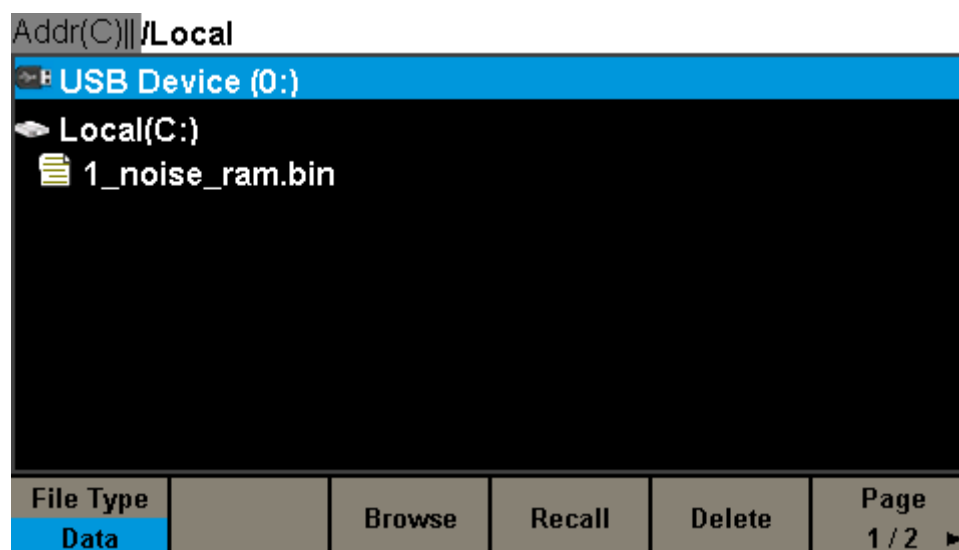 Addr(C)|| /Local
USB Device (0:)
Local(C:)
1_noise_ram.bin
File Type
Data
Browse
Recall
Delete
Page
1 / 2 ►